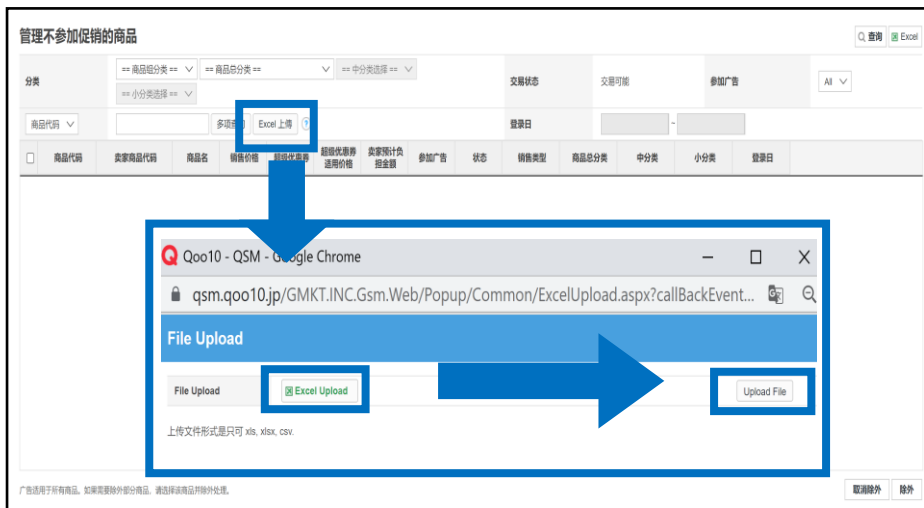 管理不参加促销的商品
查询 Excel
分类 == 商品组分类 == == 商品总分类 == == 中分类选择 == 交易状态 交易可能 参加广告 All
== 小分类选择 ==
商品代码 Excel 上傳 ? 登录日 ~
商品代码 卖家商品代码 商品名 销售价格 超级优惠券 超级优惠券 卖家预计负 参加广告 状态 销售类型 商品总分类 中分类 小分类 登录日
适用价格 担金额
Qoo10 - QSM - Google Chrome
qsm.qoo10.jp/GMKT.INC.Gsm.Web/Popup/Common/ExcelUpload.aspx?callBackEvent...
File Upload
File Upload Excel Upload Upload File
上传文件形式是只可 xls, xlsx, csv.
广告适用于所有商品。如果需要除外部分商品，请选择该商品并除外处理。
取消除外 除外